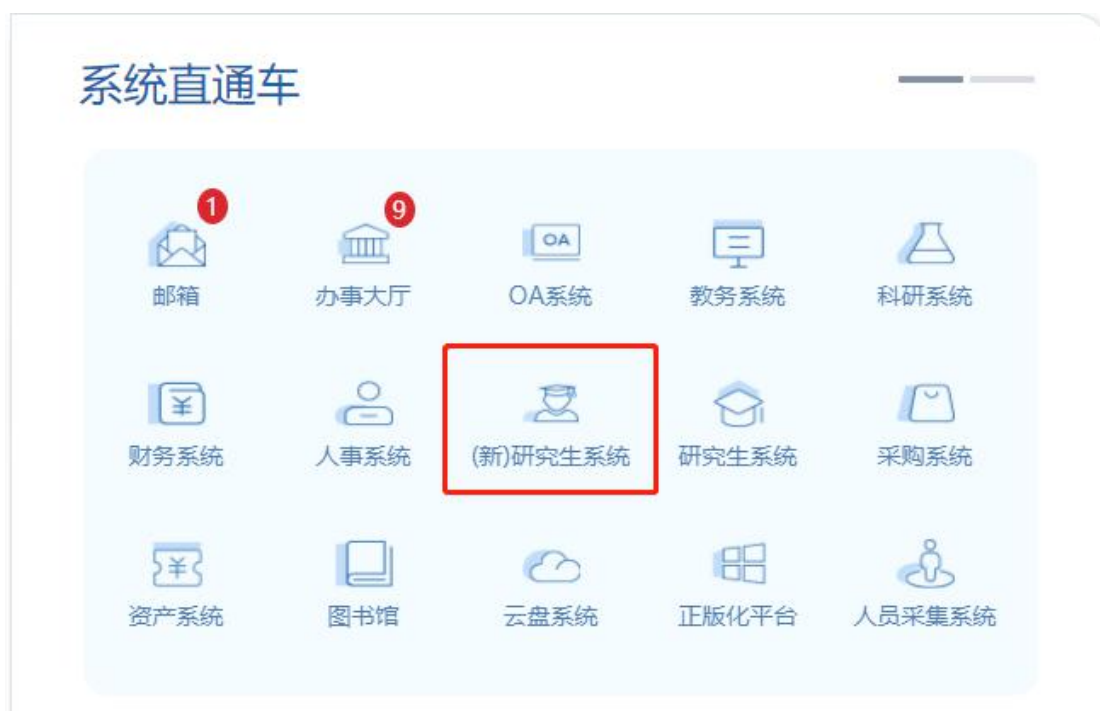 系统直通车
1 9
OA
邮箱 办事大厅 OA系统 教务系统 科研系统
¥
财务系统 人事系统 (新)研究生系统 研究生系统 采购系统
¥
资产系统 图书馆 云盘系统 正版化平台 人员采集系统